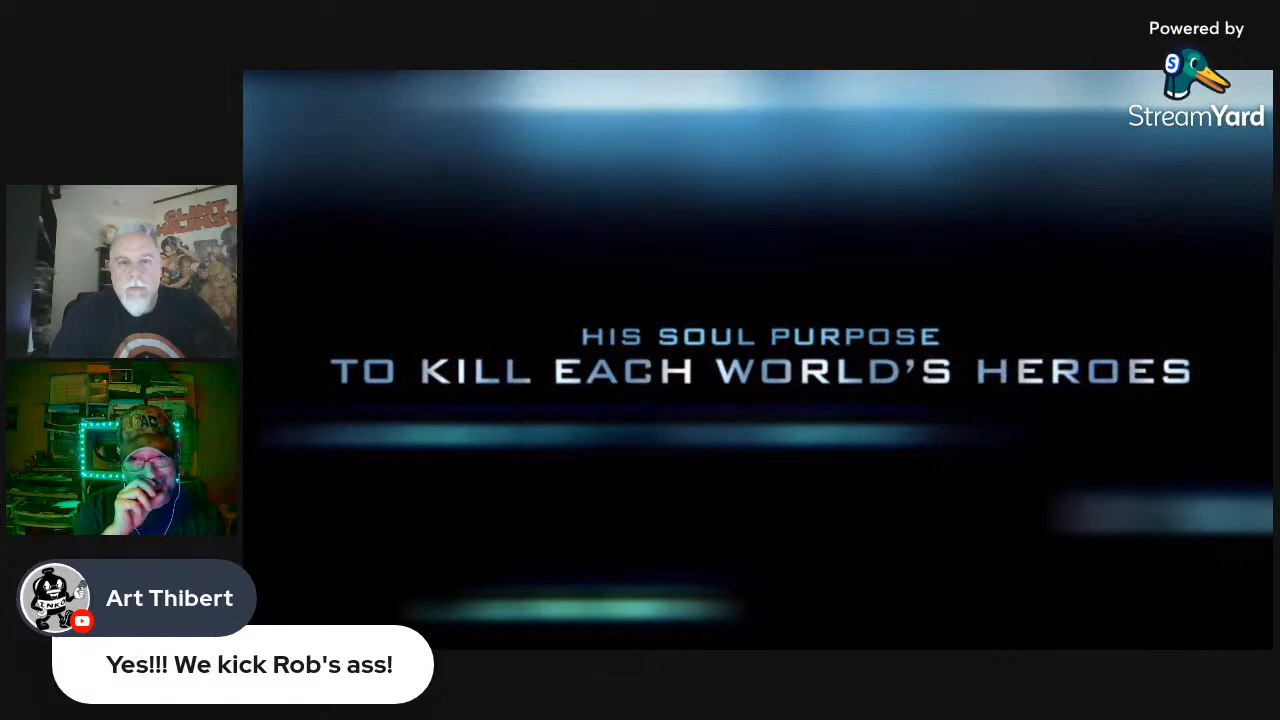 Powered by
StreamYard
HIS SOUL PURPOSE
TO KILL EACH WORLD'S HEROES
Art Thibert
Yes!!! We kick Rob's ass!